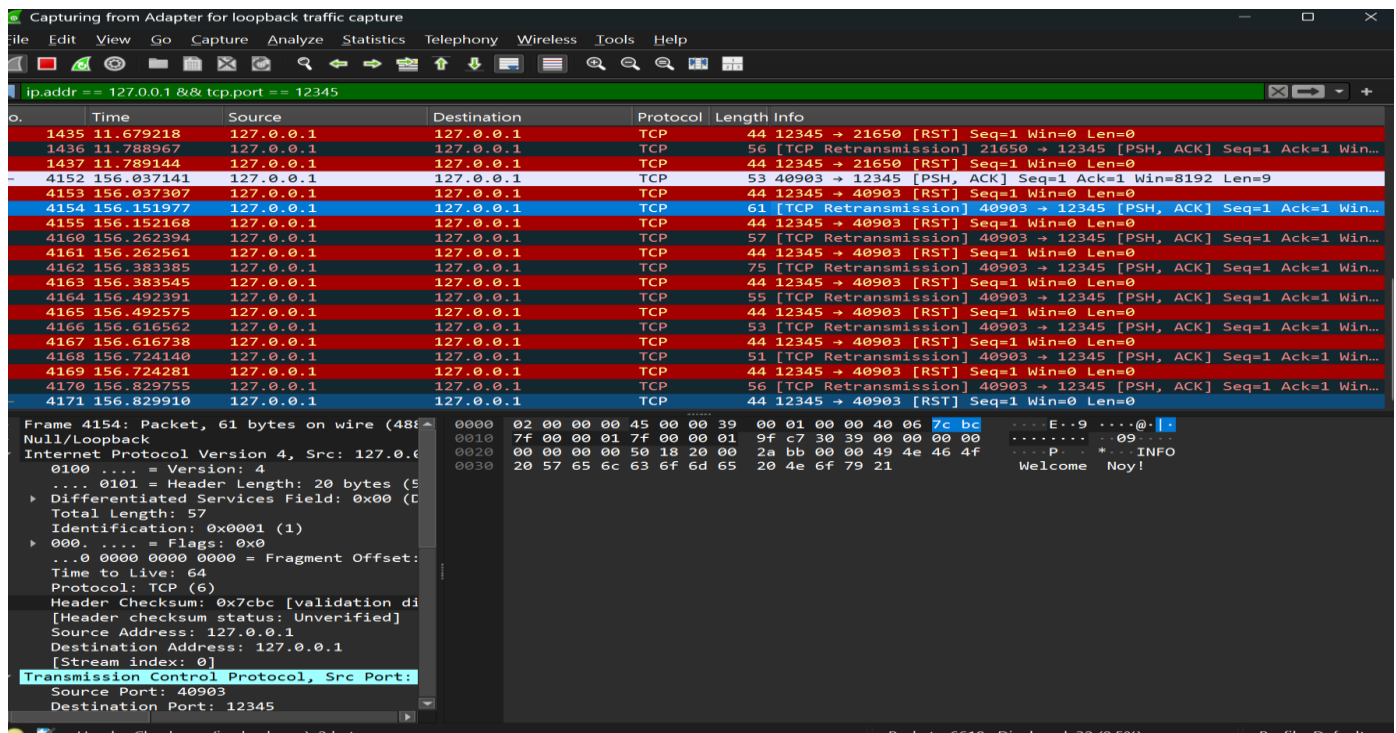 Capturing from Adapter for loopback traffic capture
File Edit View Go Capture Analyze Statistics Telephony Wireless Tools Help
ip.addr == 127.0.0.1 && tcp.port == 12345
o. Time Source Destination Protocol Length Info
1435 11.679218 127.0.0.1 127.0.0.1 TCP 44 12345 → 21650 [RST] Seq=1 Win=0 Len=0
1436 11.788967 127.0.0.1 127.0.0.1 TCP 56 [TCP Retransmission] 21650 → 12345 [PSH, ACK] Seq=1 Ack=1 Win…
1437 11.789144 127.0.0.1 127.0.0.1 TCP 44 12345 → 21650 [RST] Seq=1 Win=0 Len=0
4152 156.037141 127.0.0.1 127.0.0.1 TCP 53 40903 → 12345 [PSH, ACK] Seq=1 Ack=1 Win=8192 Len=9
4153 156.037307 127.0.0.1 127.0.0.1 TCP 44 12345 → 40903 [RST] Seq=1 Win=0 Len=0
4154 156.151977 127.0.0.1 127.0.0.1 TCP 61 [TCP Retransmission] 40903 → 12345 [PSH, ACK] Seq=1 Ack=1 Win…
4155 156.152168 127.0.0.1 127.0.0.1 TCP 44 12345 → 40903 [RST] Seq=1 Win=0 Len=0
4160 156.262394 127.0.0.1 127.0.0.1 TCP 57 [TCP Retransmission] 40903 → 12345 [PSH, ACK] Seq=1 Ack=1 Win…
4161 156.262561 127.0.0.1 127.0.0.1 TCP 44 12345 → 40903 [RST] Seq=1 Win=0 Len=0
4162 156.383385 127.0.0.1 127.0.0.1 TCP 75 [TCP Retransmission] 40903 → 12345 [PSH, ACK] Seq=1 Ack=1 Win…
4163 156.383545 127.0.0.1 127.0.0.1 TCP 44 12345 → 40903 [RST] Seq=1 Win=0 Len=0
4164 156.492391 127.0.0.1 127.0.0.1 TCP 55 [TCP Retransmission] 40903 → 12345 [PSH, ACK] Seq=1 Ack=1 Win…
4165 156.492575 127.0.0.1 127.0.0.1 TCP 44 12345 → 40903 [RST] Seq=1 Win=0 Len=0
4166 156.616562 127.0.0.1 127.0.0.1 TCP 53 [TCP Retransmission] 40903 → 12345 [PSH, ACK] Seq=1 Ack=1 Win…
4167 156.616738 127.0.0.1 127.0.0.1 TCP 44 12345 → 40903 [RST] Seq=1 Win=0 Len=0
4168 156.724140 127.0.0.1 127.0.0.1 TCP 51 [TCP Retransmission] 40903 → 12345 [PSH, ACK] Seq=1 Ack=1 Win…
4169 156.724281 127.0.0.1 127.0.0.1 TCP 44 12345 → 40903 [RST] Seq=1 Win=0 Len=0
4170 156.829755 127.0.0.1 127.0.0.1 TCP 56 [TCP Retransmission] 40903 → 12345 [PSH, ACK] Seq=1 Ack=1 Win…
4171 156.829910 127.0.0.1 127.0.0.1 TCP 44 12345 → 40903 [RST] Seq=1 Win=0 Len=0
Frame 4154: Packet, 61 bytes on wire (488
Null/Loopback
Internet Protocol Version 4, Src: 127.0.0
0100 .... = Version: 4
.... 0101 = Header Length: 20 bytes (5
Differentiated Services Field: 0x00 (D
Total Length: 57
Identification: 0x0001 (1)
000. .... = Flags: 0x0
...0 0000 0000 0000 = Fragment Offset:
Time to Live: 64
Protocol: TCP (6)
Header Checksum: 0x7cbc [validation di
[Header checksum status: Unverified]
Source Address: 127.0.0.1
Destination Address: 127.0.0.1
[Stream index: 0]
Transmission Control Protocol, Src Port:
Source Port: 40903
Destination Port: 12345
0000 02 00 00 00 45 00 00 39 00 01 00 00 40 06 7c bc ····E··9 ····@·|·
0010 7f 00 00 01 7f 00 00 01 9f c7 30 39 00 00 00 00 ········ ··09····
0020 00 00 00 00 50 18 20 00 2a bb 00 00 49 4e 46 4f ····P· · *···INFO
0030 20 57 65 6c 63 6f 6d 65 20 4e 6f 79 21 Welcome Noy!